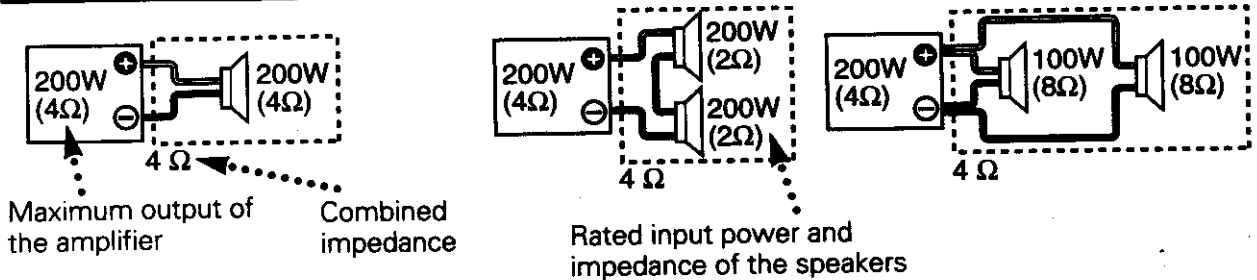 200W
(4Ω)
+
−
200W
(4Ω)
4 Ω
Maximum output of
the amplifier
Combined
impedance
200W
(4Ω)
+
−
200W
(2Ω)
200W
(2Ω)
4 Ω
Rated input power and
impedance of the speakers
200W
(4Ω)
+
−
100W
(8Ω)
100W
(8Ω)
4 Ω